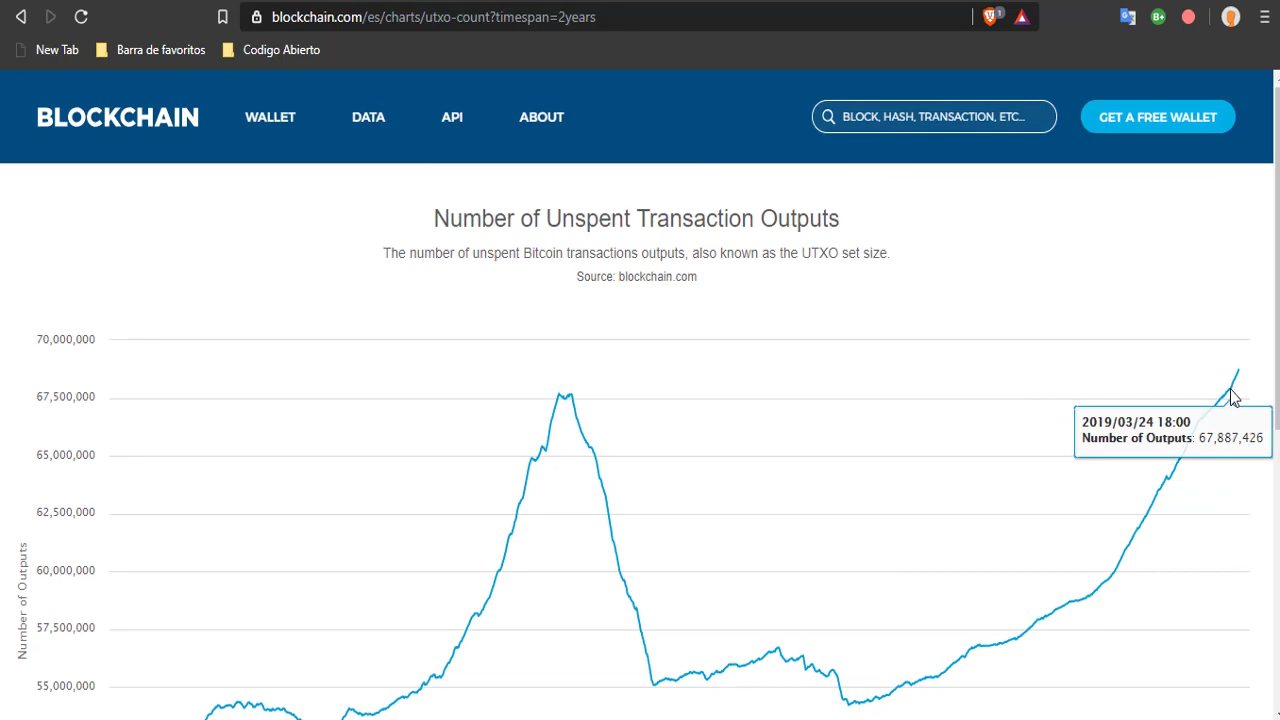 blockchain.com/es/charts/utxo-count?timespan=2years
1
B+
New Tab
Barra de favoritos
Codigo Abierto
BLOCKCHAIN
WALLET
DATA
API
ABOUT
BLOCK, HASH, TRANSACTION, ETC...
GET A FREE WALLET
Number of Unspent Transaction Outputs
The number of unspent Bitcoin transactions outputs, also known as the UTXO set size.
Source: blockchain.com
70,000,000
67,500,000
2019/03/24 18:00
Number of Outputs: 67,887,426
65,000,000
62,500,000
60,000,000
57,500,000
55,000,000
Number of Outputs